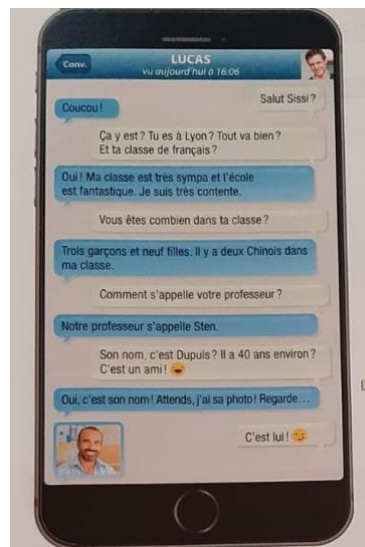 Conv.
LUCAS
vu aujourd'hui à 16:06
Salut Sissi ?
Coucou !
Ça y est ? Tu es à Lyon ? Tout va bien ?
Et ta classe de français ?
Oui ! Ma classe est très sympa et l'école
est fantastique. Je suis très contente.
Vous êtes combien dans ta classe ?
Trois garçons et neuf filles. Il y a deux Chinois dans
ma classe.
Comment s'appelle votre professeur ?
Notre professeur s'appelle Sten.
Son nom, c'est Dupuis ? Il a 40 ans environ ?
C'est un ami !
Oui, c'est son nom ! Attends, j'ai sa photo ! Regarde...
C'est lui !